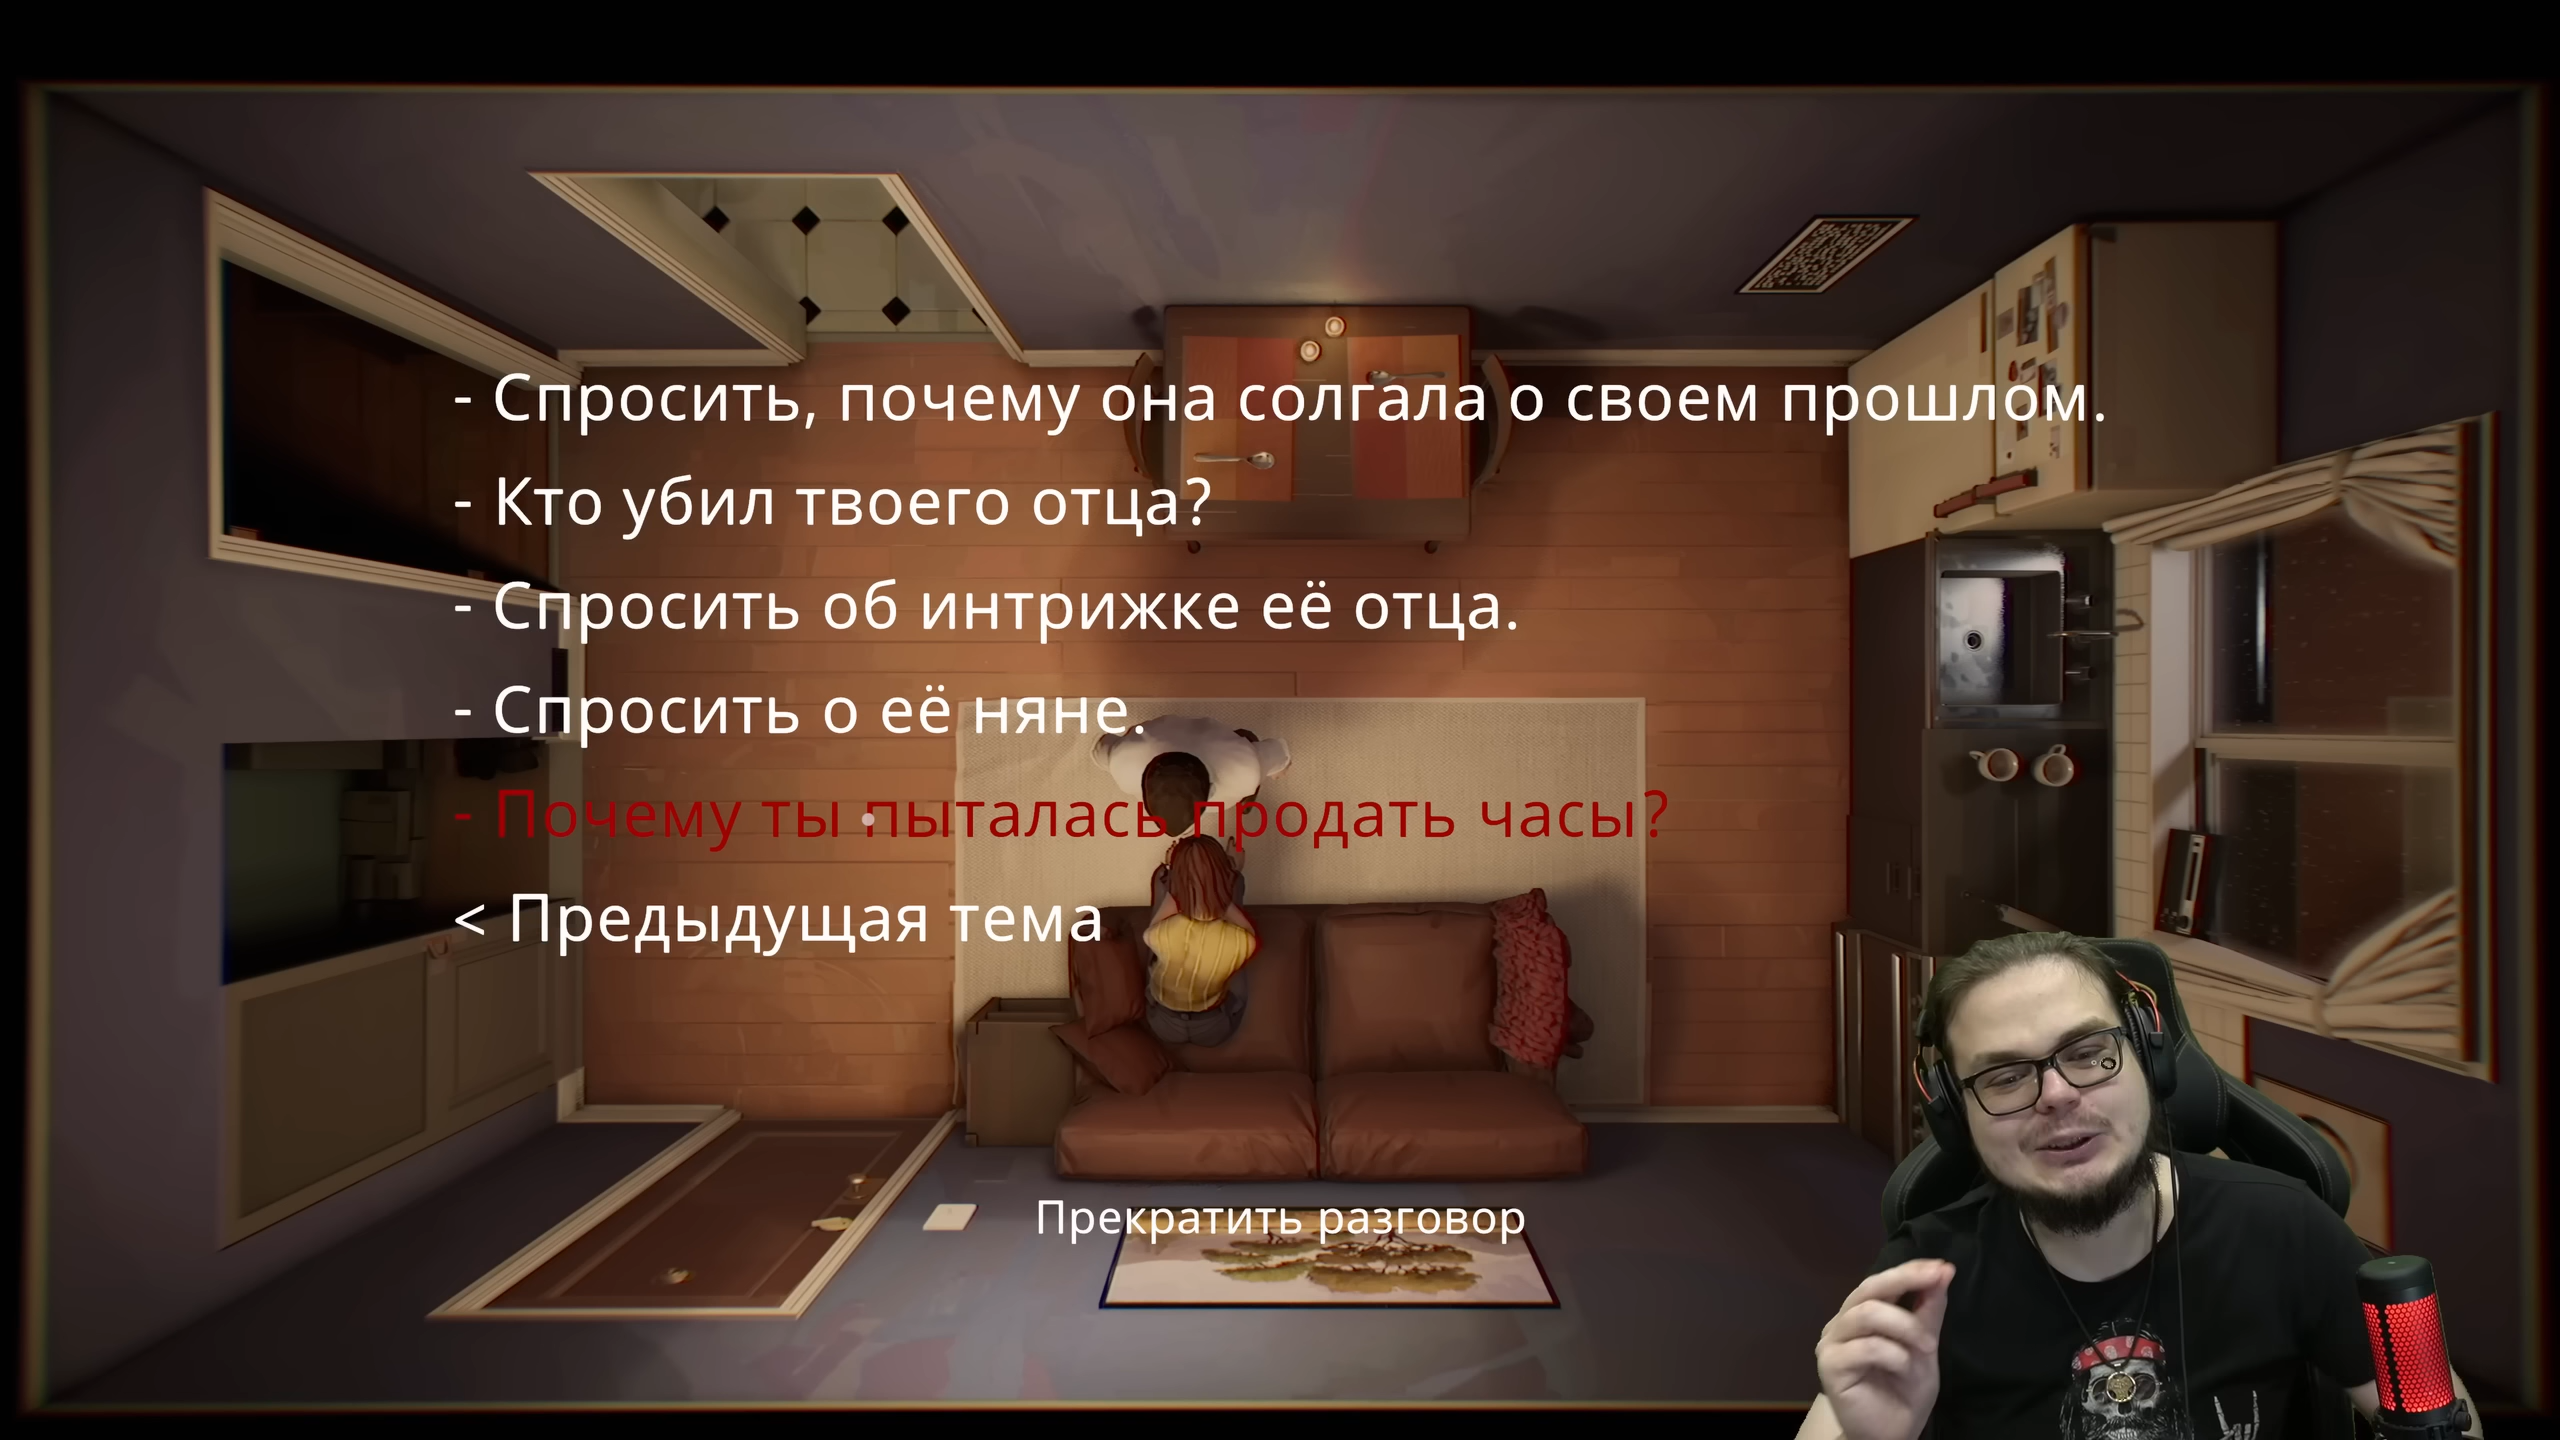 - Спросить, почему она солгала о своем прошлом.
- Кто убил твоего отца?
- Спросить об интрижке её отца.
- Спросить о её няне.
- Почему ты пыталась продать часы?
< Предыдущая тема
Прекратить разговор